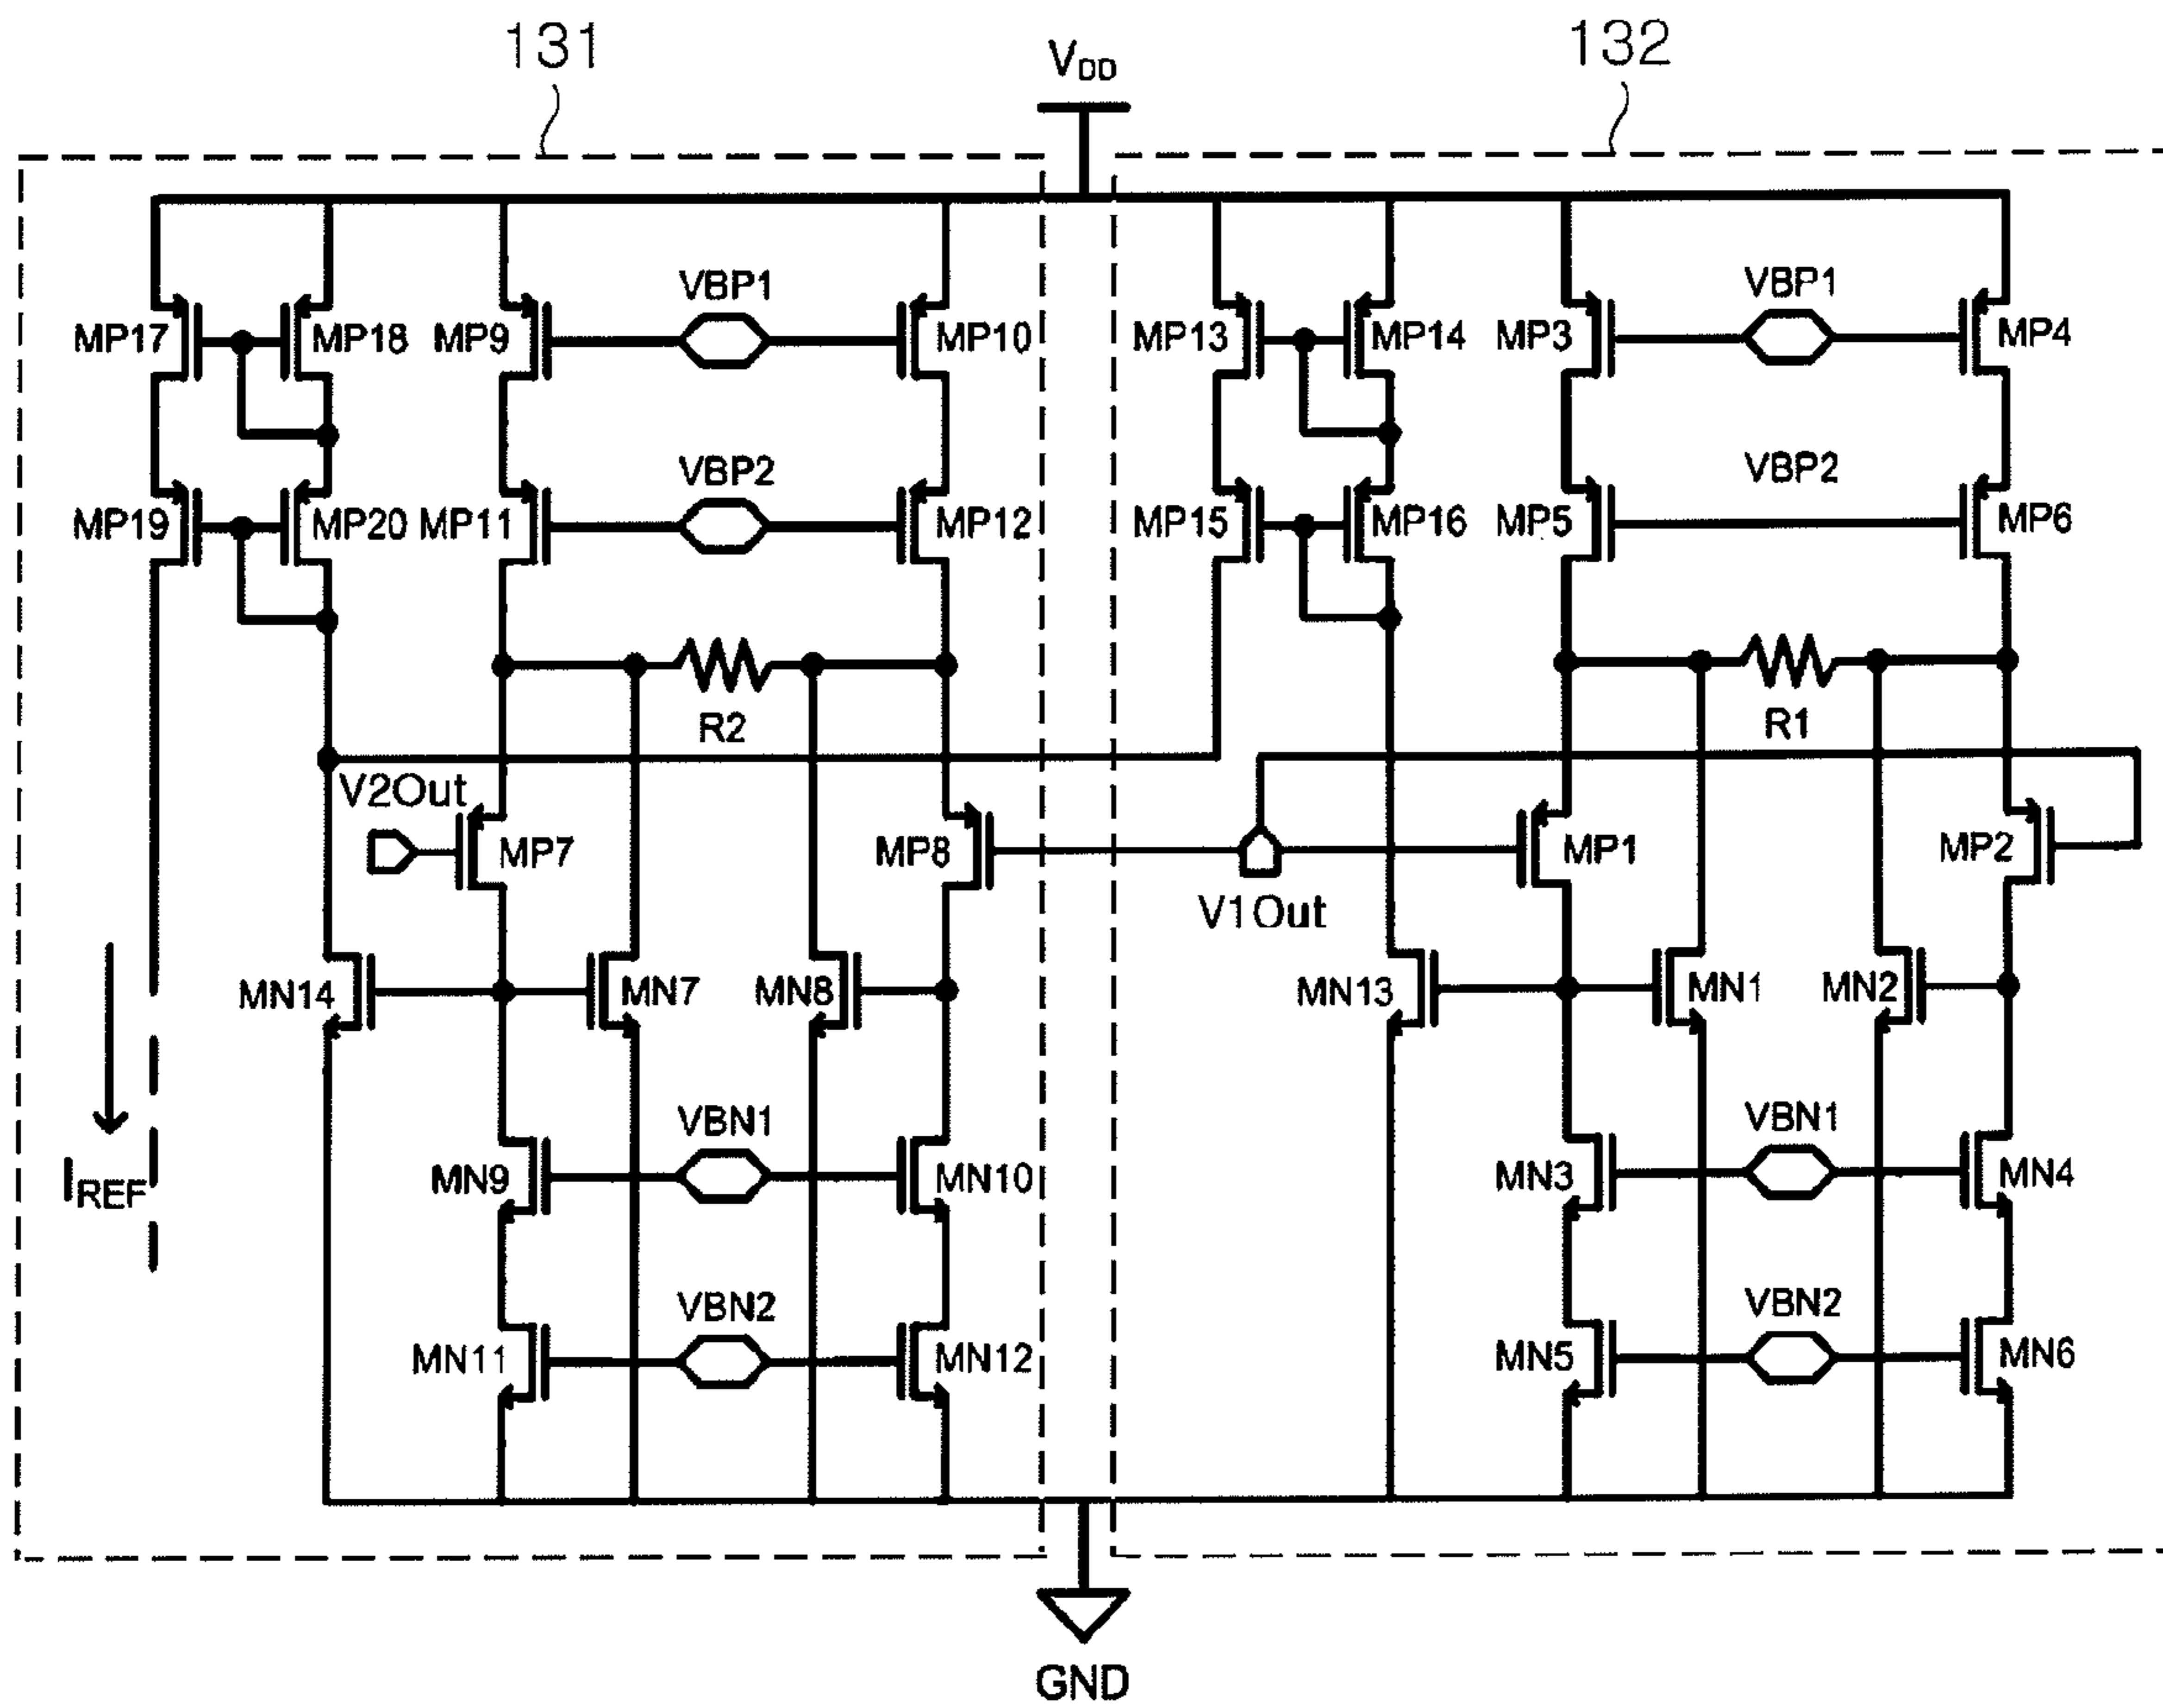 131
132
VDD
VBP1
VBP1
MP17
MP18
MP9
MP10
MP13
MP14
MP3
MP4
VBP2
VBP2
MP19
MP20
MP11
MP12
MP15
MP16
MP5
MP6
R2
R1
V2Out
MP7
MP8
MP1
MP2
V1Out
MN14
MN7
MN8
MN13
MN1
MN2
VBN1
VBN1
IREF
MN9
MN10
MN3
MN4
VBN2
VBN2
MN11
MN12
MN5
MN6
GND